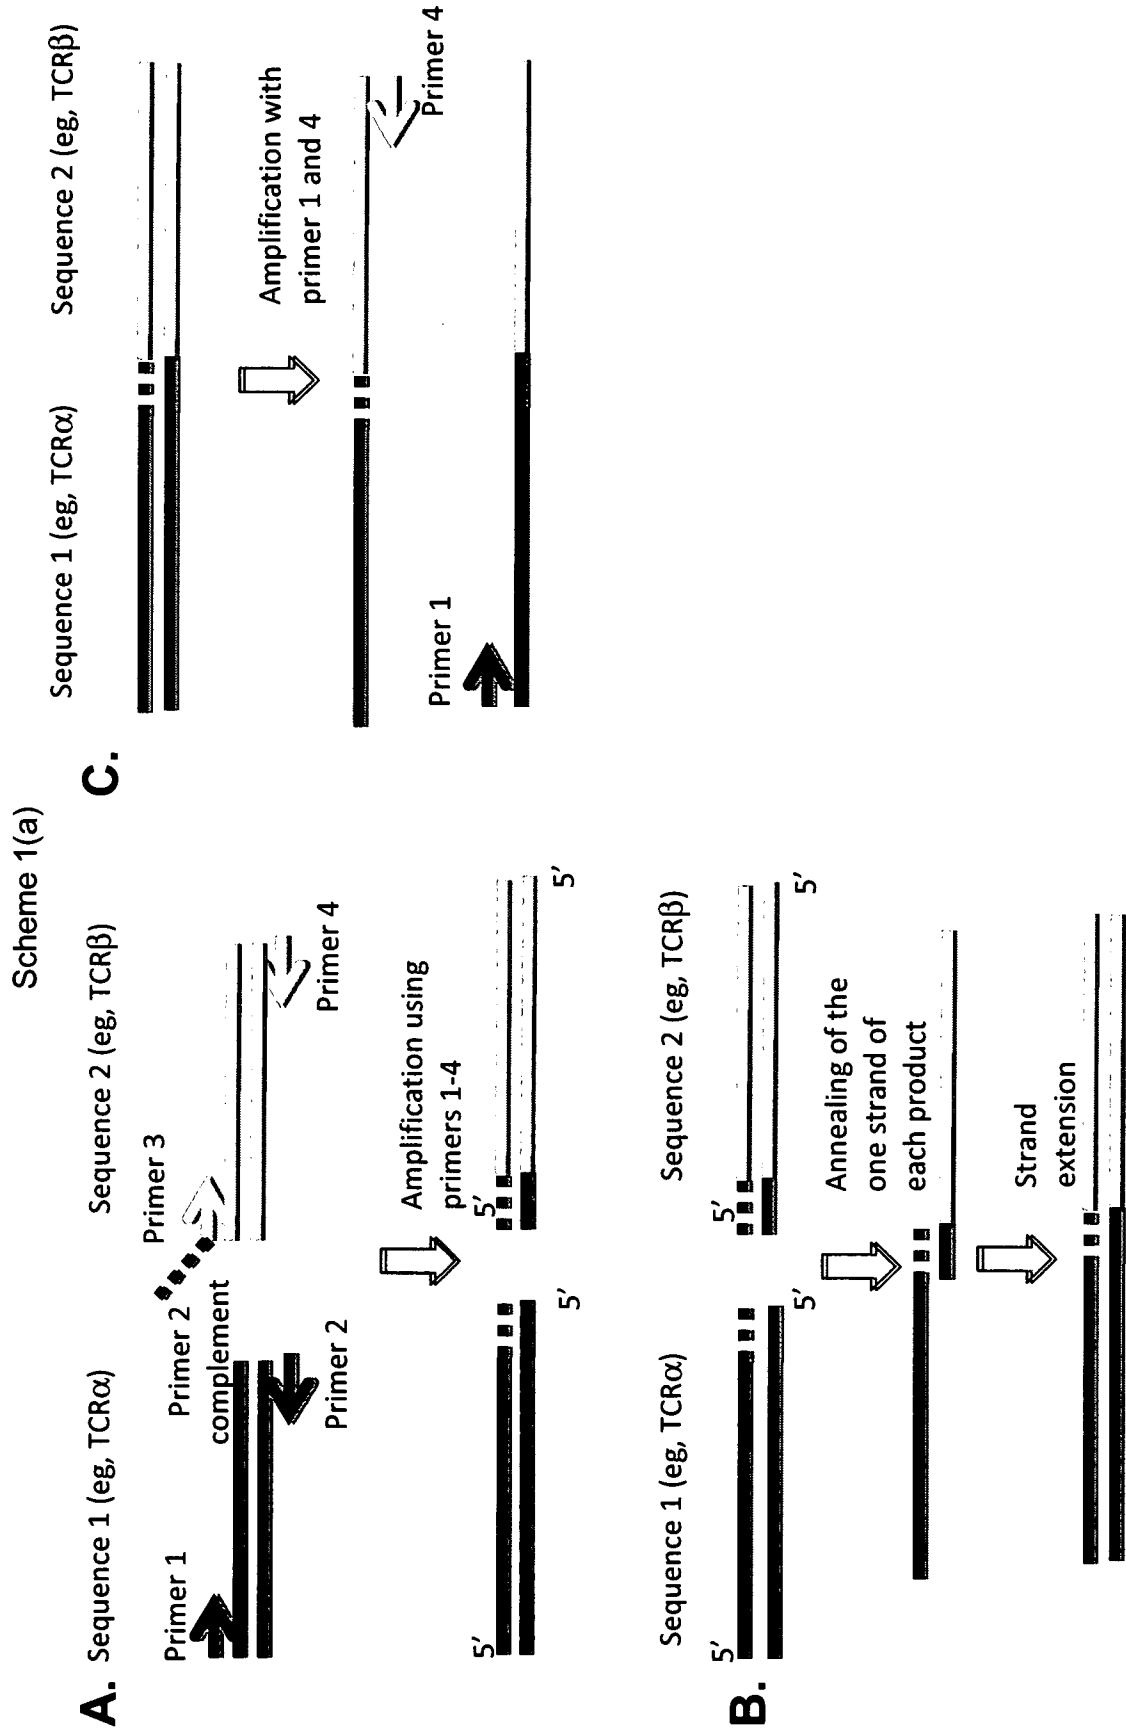 Scheme 1(a)
A.
Sequence 1 (eg, TCRα)
Sequence 2 (eg, TCRβ)
Primer 1
Primer 2
complement
Primer 3
Primer 2
Primer 4
Amplification using
primers 1-4
5’
5’
5’
5’
B.
Sequence 1 (eg, TCRα)
Sequence 2 (eg, TCRβ)
5’
5’
5’
5’
Annealing of the
one strand of
each product
Strand
extension
C.
Sequence 1 (eg, TCRα)
Sequence 2 (eg, TCRβ)
Amplification with
primer 1 and 4
Primer 4
Primer 1